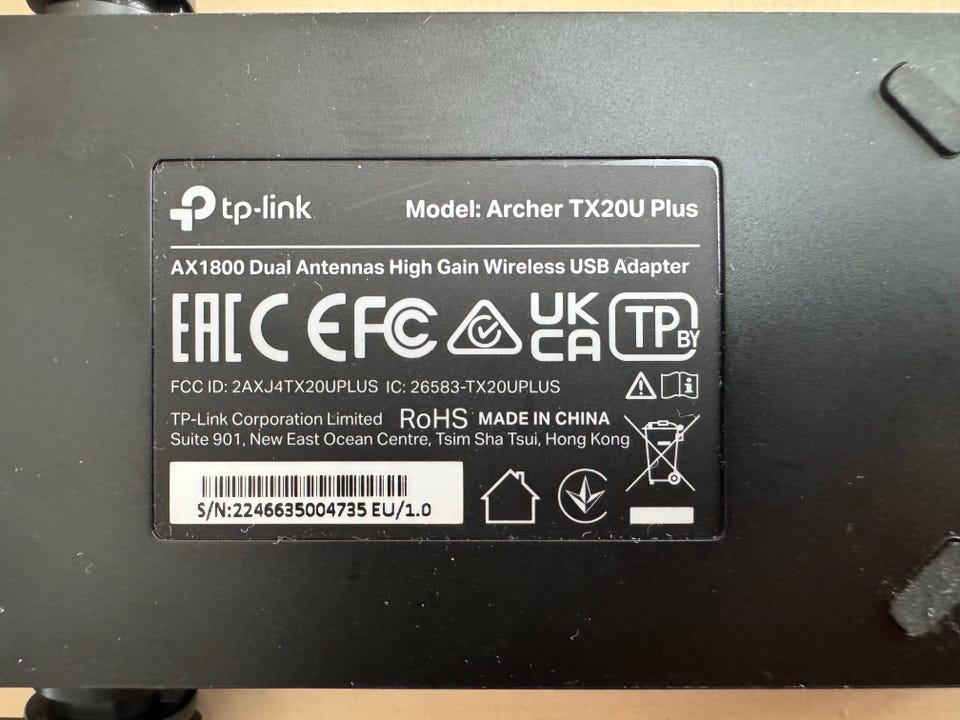 tp-link Model: Archer TX20U Plus
AX1800 Dual Antennas High Gain Wireless USB Adapter
EAC CE FC UK CA TP BY
FCC ID: 2AXJ4TX20UPLUS IC: 26583-TX20UPLUS
TP-Link Corporation Limited RoHS MADE IN CHINA
Suite 901, New East Ocean Centre, Tsim Sha Tsui, Hong Kong
S/N:2246635004735 EU/1.0